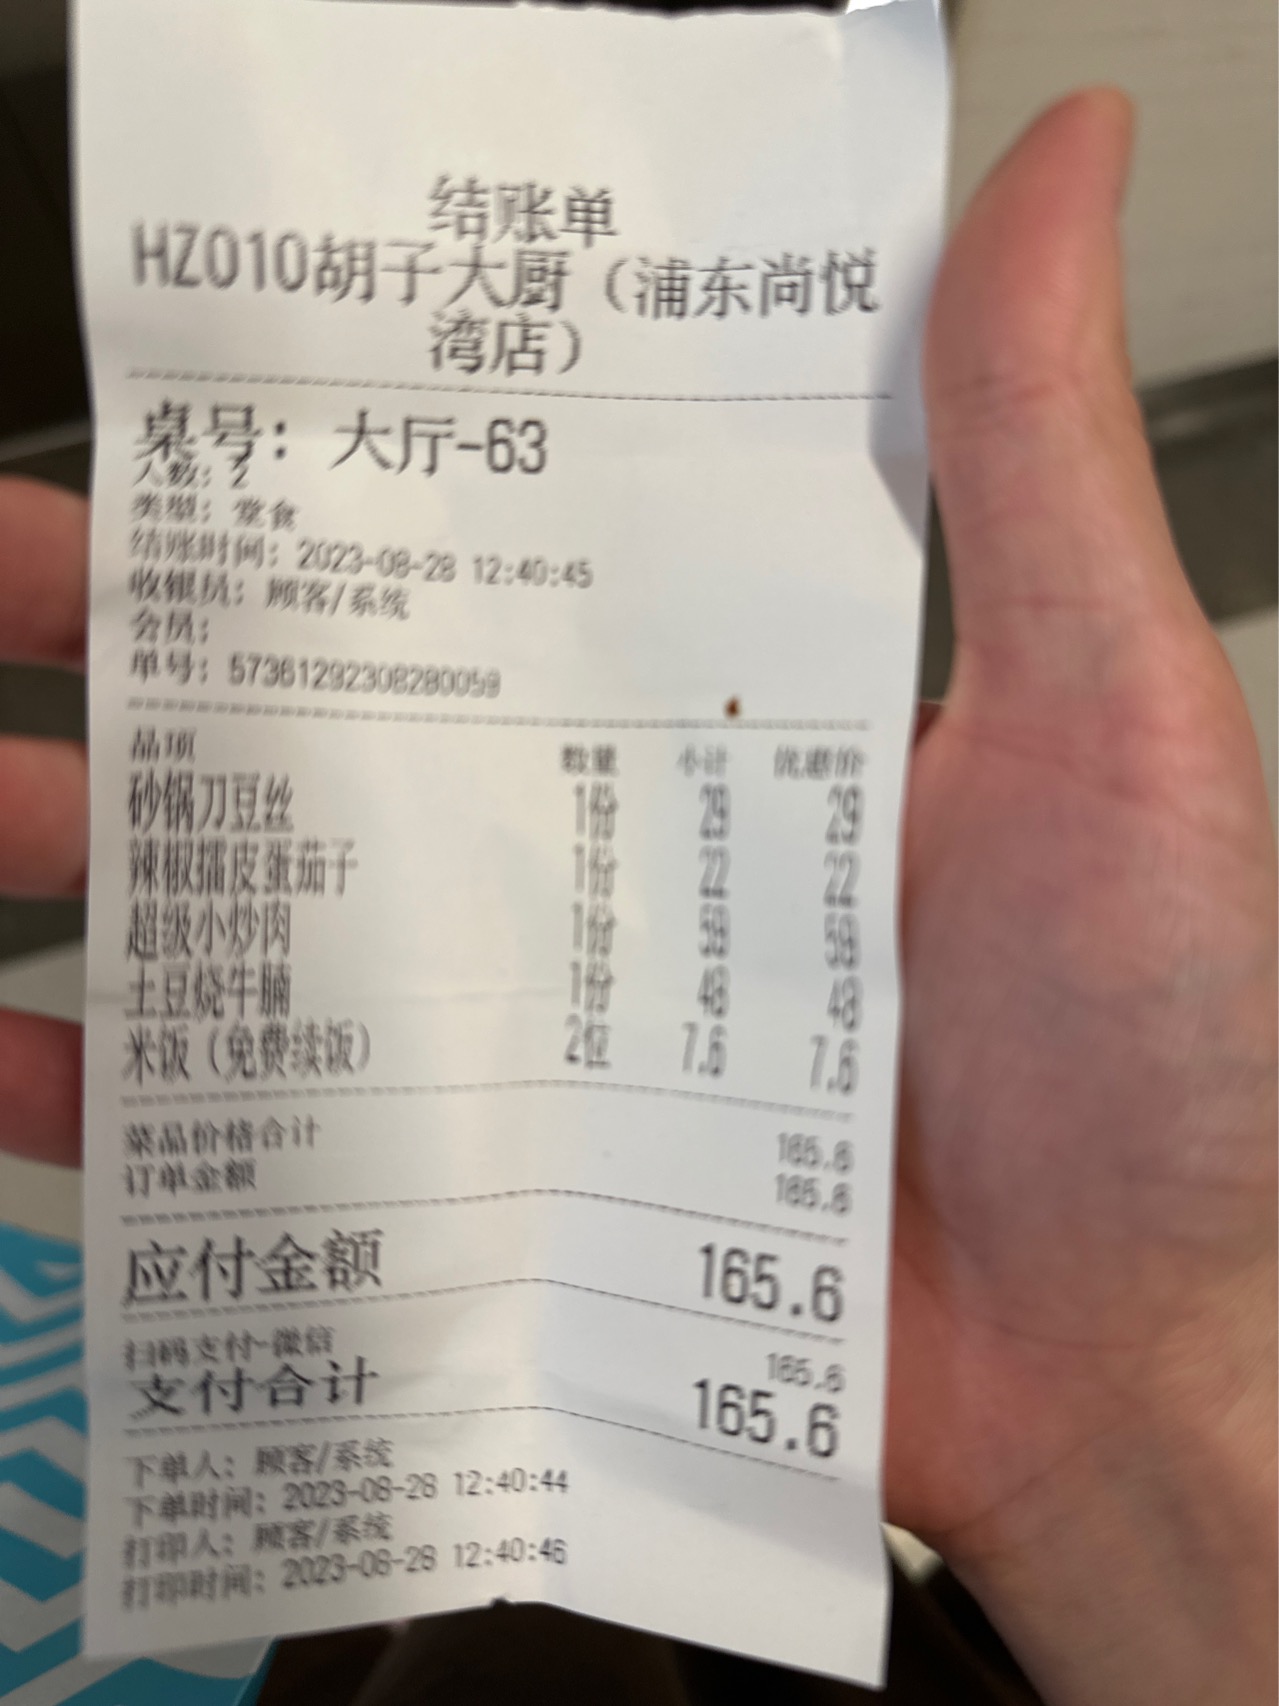 结账单
HZ010胡子大厨（浦东尚悦
湾店）
桌号：大厅-63
人数：2
类型：堂食
结账时间：2023-08-28 12:40:45
收银员：顾客/系统
会员：
单号：57361292308280059
品项 数量 小计 优惠价
砂锅刀豆丝 1份 29 29
辣椒擂皮蛋茄子 1份 22 22
超级小炒肉 1份 59 59
土豆烧牛腩 1份 48 48
米饭（免费续饭） 2位 7.6 7.6
菜品价格合计 165.6
订单金额 165.6
应付金额 165.6
扫码支付-微信 165.6
支付合计 165.6
下单人：顾客/系统
下单时间：2023-08-28 12:40:44
打印人：顾客/系统
打印时间：2023-08-28 12:40:46